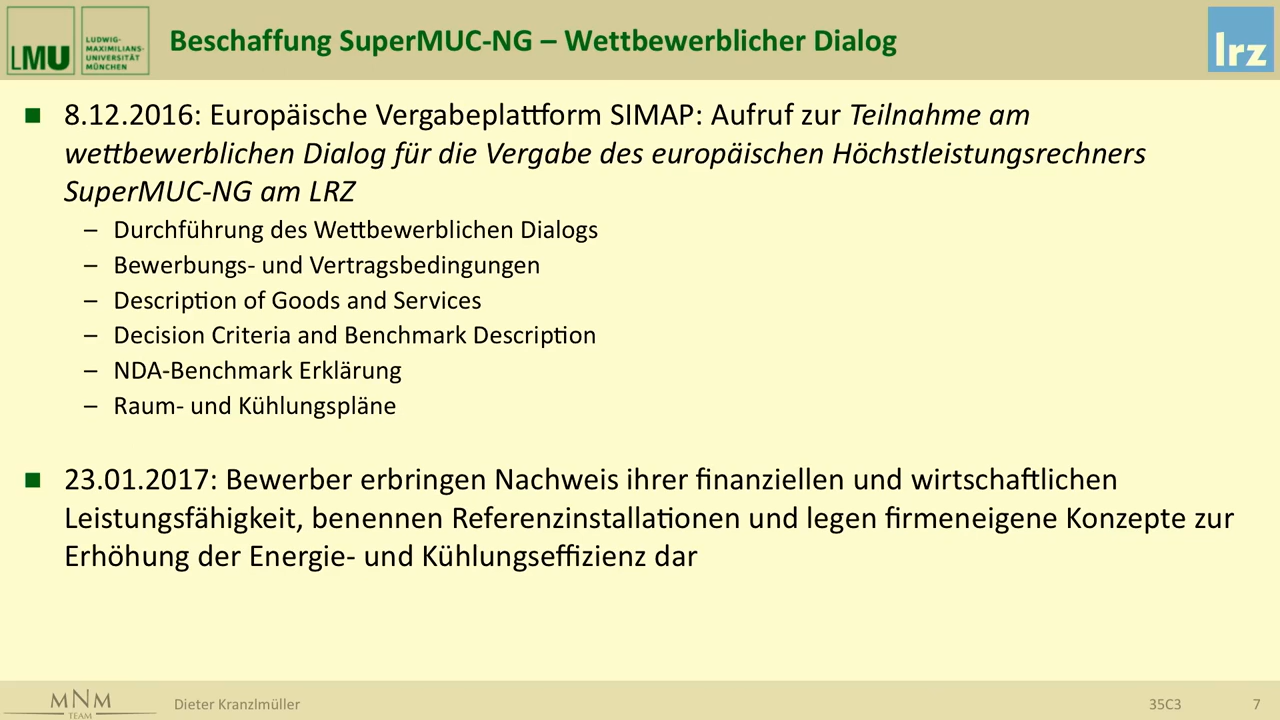 LMU
LUDWIG-
MAXIMILIANS-
UNIVERSITÄT
MÜNCHEN
Beschaffung SuperMUC-NG – Wettbewerblicher Dialog
lrz
■ 8.12.2016: Europäische Vergabeplattform SIMAP: Aufruf zur Teilnahme am
wettbewerblichen Dialog für die Vergabe des europäischen Höchstleistungsrechners
SuperMUC-NG am LRZ
– Durchführung des Wettbewerblichen Dialogs
– Bewerbungs- und Vertragsbedingungen
– Description of Goods and Services
– Decision Criteria and Benchmark Description
– NDA-Benchmark Erklärung
– Raum- und Kühlungspläne
■ 23.01.2017: Bewerber erbringen Nachweis ihrer finanziellen und wirtschaftlichen
Leistungsfähigkeit, benennen Referenzinstallationen und legen firmeneigene Konzepte zur
Erhöhung der Energie- und Kühlungseffizienz dar
MNM
TEAM
Dieter Kranzlmüller
35C3
7